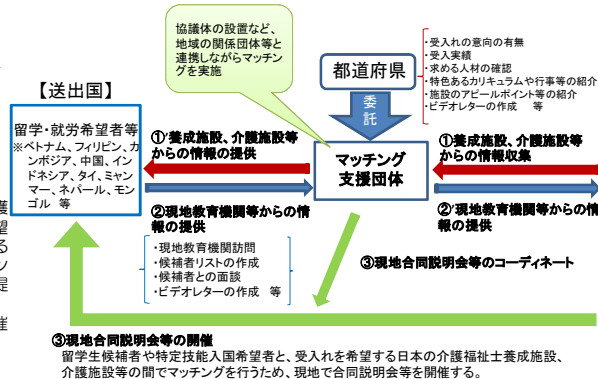 協議体の設置など、
地域の関係団体等と
連携しながらマッチン
グを実施
都道府県
・受入れの意向の有無
・受入実績
・求める人材の確認
・特色あるカリキュラムや行事等の紹介
・施設のアピールポイント等の紹介
・ビデオレターの作成 等
委託
【送出国】
留学・就労希望者等
※ベトナム、フィリピン、カ
ンボジア、中国、イン
ドネシア、タイ、ミャン
マー、ネパール、モン
ゴル 等
①'養成施設、介護施設等
からの情報の提供
マッチング
支援団体
①養成施設、介護施設等
からの情報収集
②現地教育機関等からの情
報の提供
②'現地教育機関等からの情
報の提供
・現地教育機関訪問
・候補者リストの作成
・候補者との面談
・ビデオレターの作成 等
③現地合同説明会等のコーディネート
護
望
る
ン
提
催
③現地合同説明会等の開催
留学生候補者や特定技能入国希望者と、受入れを希望する日本の介護福祉士養成施設、
介護施設等の間でマッチングを行うため、現地で合同説明会等を開催する。